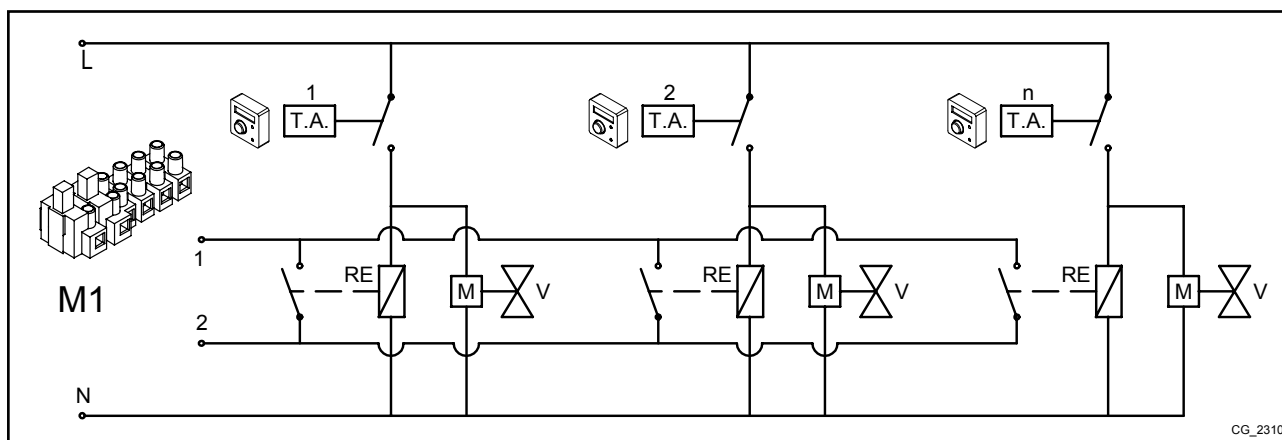 L
1 2 n
T.A. T.A. T.A.
1
RE M V RE M V RE M V
M1
2
N
CG_2310